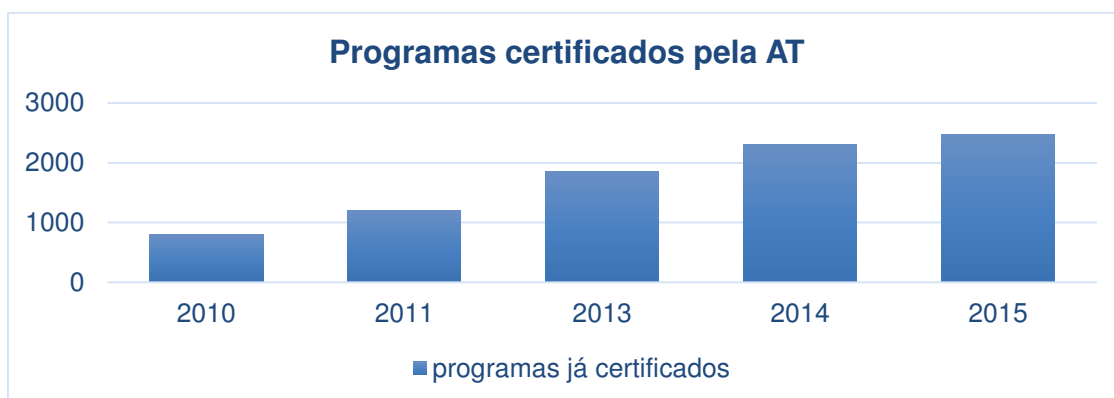 Programas certificados pela AT
3000
2000
1000
0
2010 2011 2013 2014 2015
programas já certificados